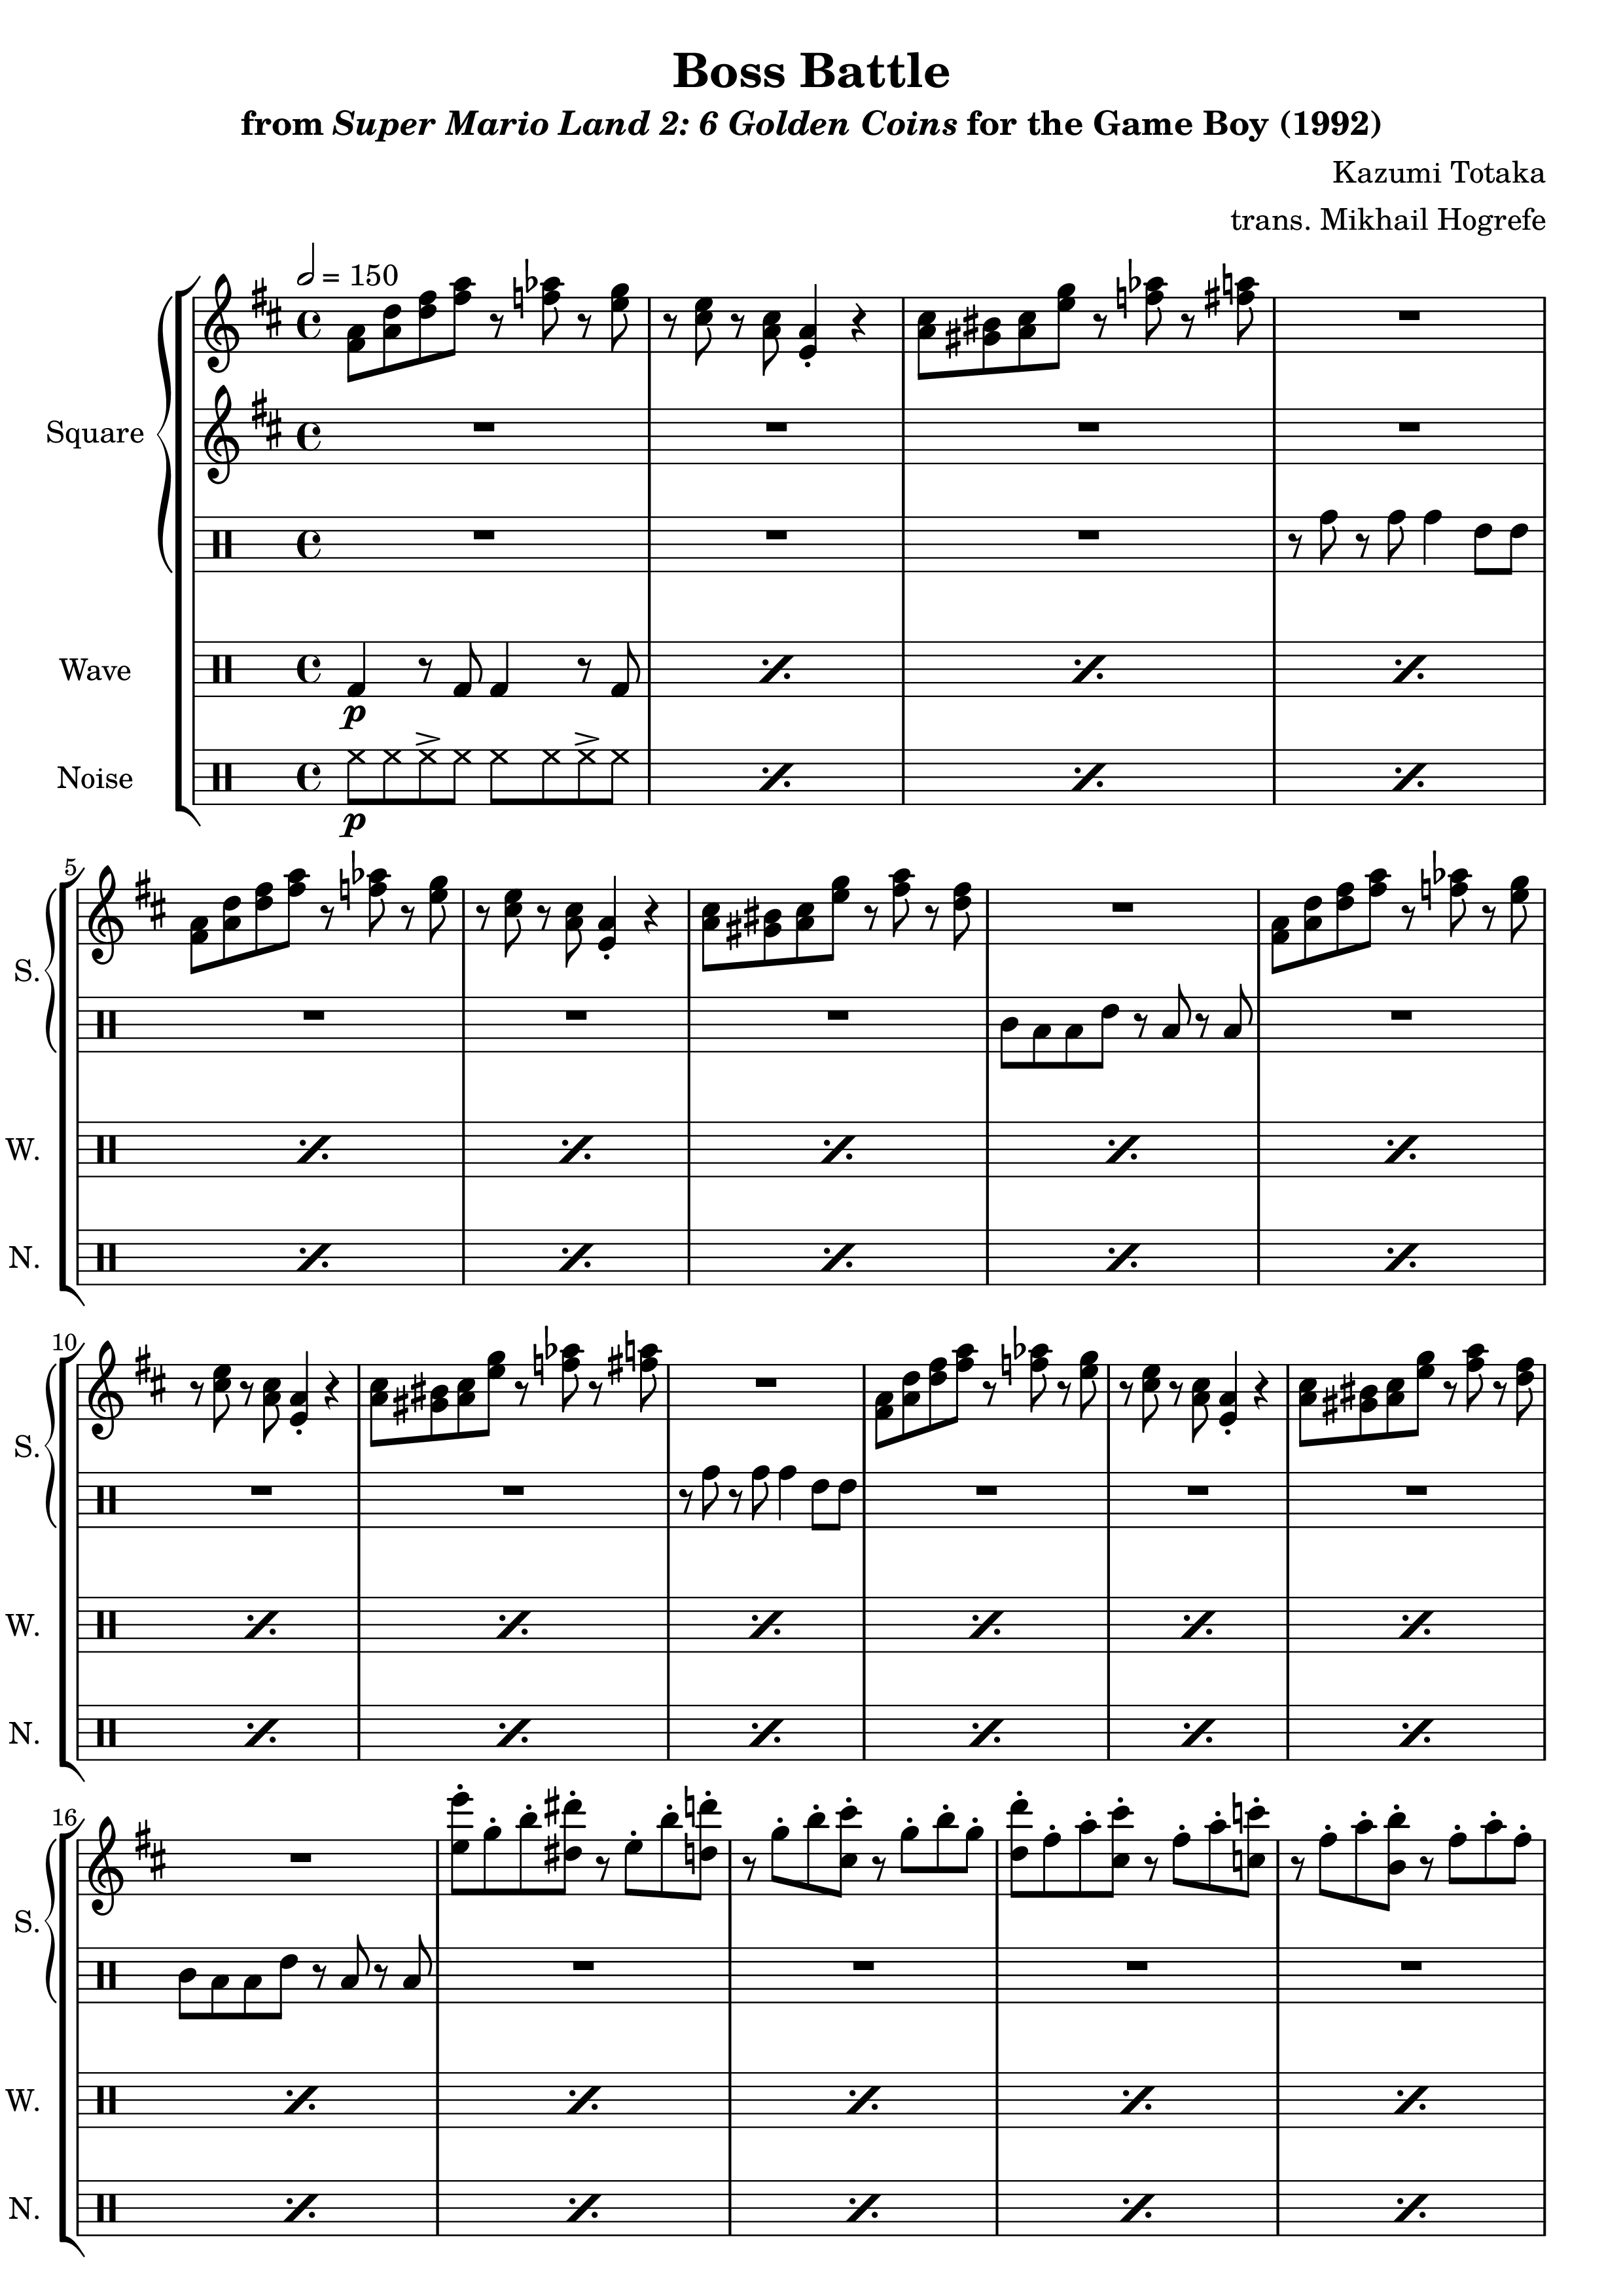 Boss Battle
from Super Mario Land 2: 6 Golden Coins for the Game Boy (1992)
Kazumi Totaka
trans. Mikhail Hogrefe
= 150
Square
Wave
p
Noise
p
5
S.
W.
N.
10
S.
W.
N.
16
S.
W.
N.